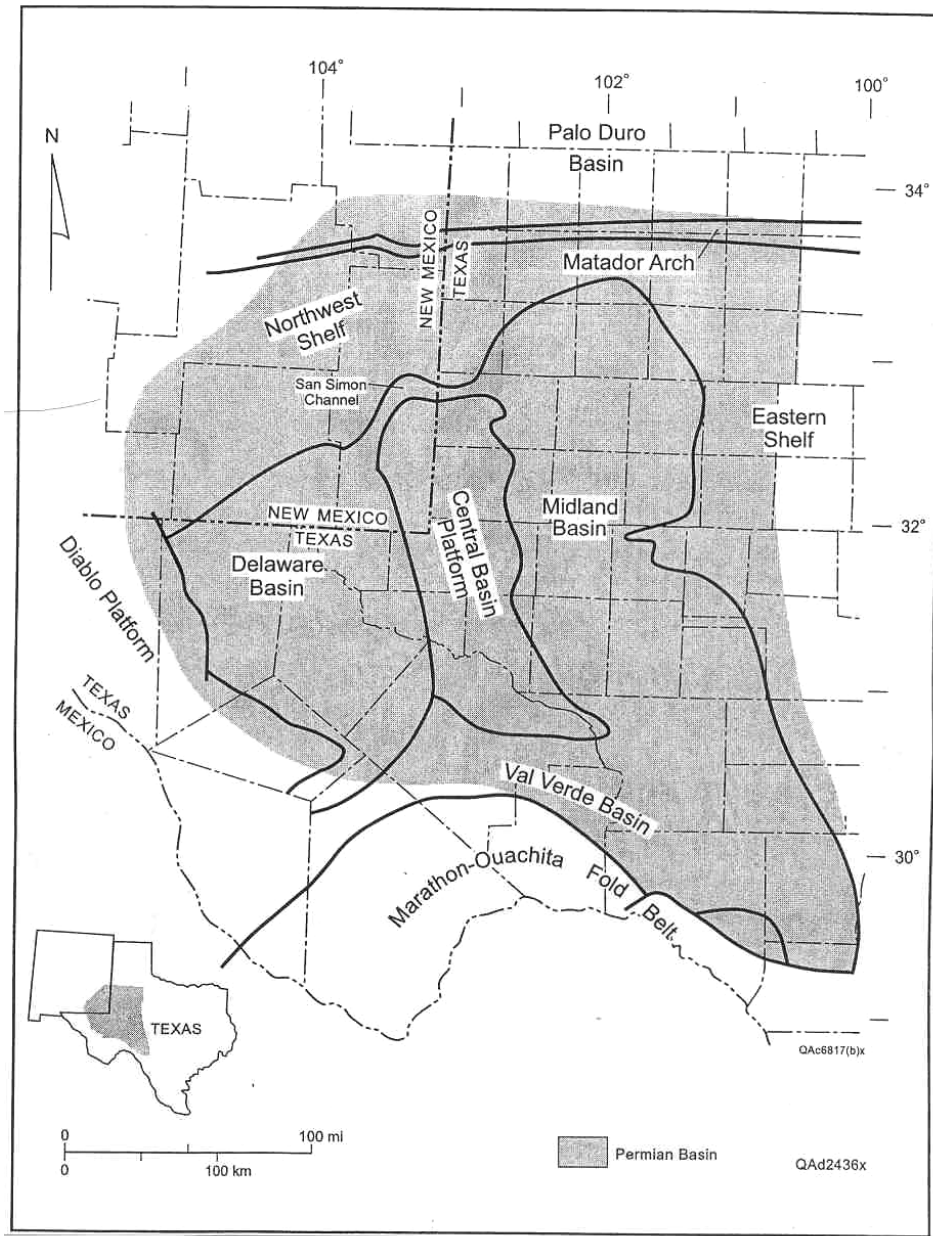 104°
102°
100°
N
Palo Duro
Basin
34°
NEW MEXICO
TEXAS
Matador Arch
Northwest
Shelf
San Simon
Channel
Eastern
Shelf
Central Basin
Platform
Midland
Basin
32°
NEW MEXICO
TEXAS
Delaware
Basin
Diablo Platform
TEXAS
MEXICO
Val Verde Basin
30°
Marathon-Ouachita Fold Belt
TEXAS
QAc6817(b)x
0 100 mi
0 100 km
Permian Basin
QAd2436x